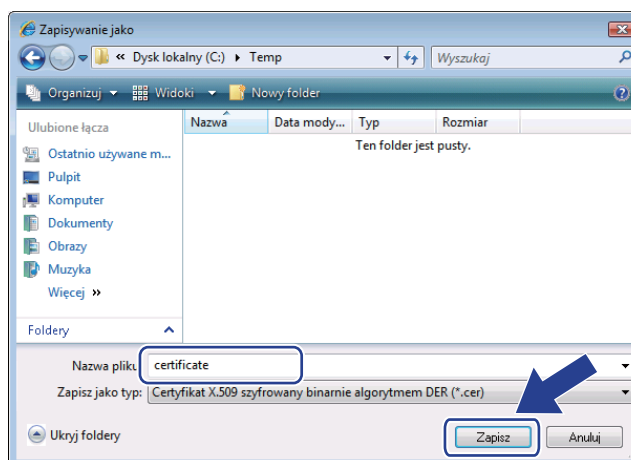 Zapisywanie jako
« Dysk lokalny (C:) ▸ Temp
Wyszukaj
Organizuj Widoki Nowy folder
Ulubione łącza
Nazwa Data mody... Typ Rozmiar
Ten folder jest pusty.
Ostatnio używane m...
Pulpit
Komputer
Dokumenty
Obrazy
Muzyka
Więcej »
Foldery
Nazwa pliku: certificate
Zapisz jako typ: Certyfikat X.509 szyfrowany binarnie algorytmem DER (*.cer)
Ukryj foldery Zapisz Anuluj